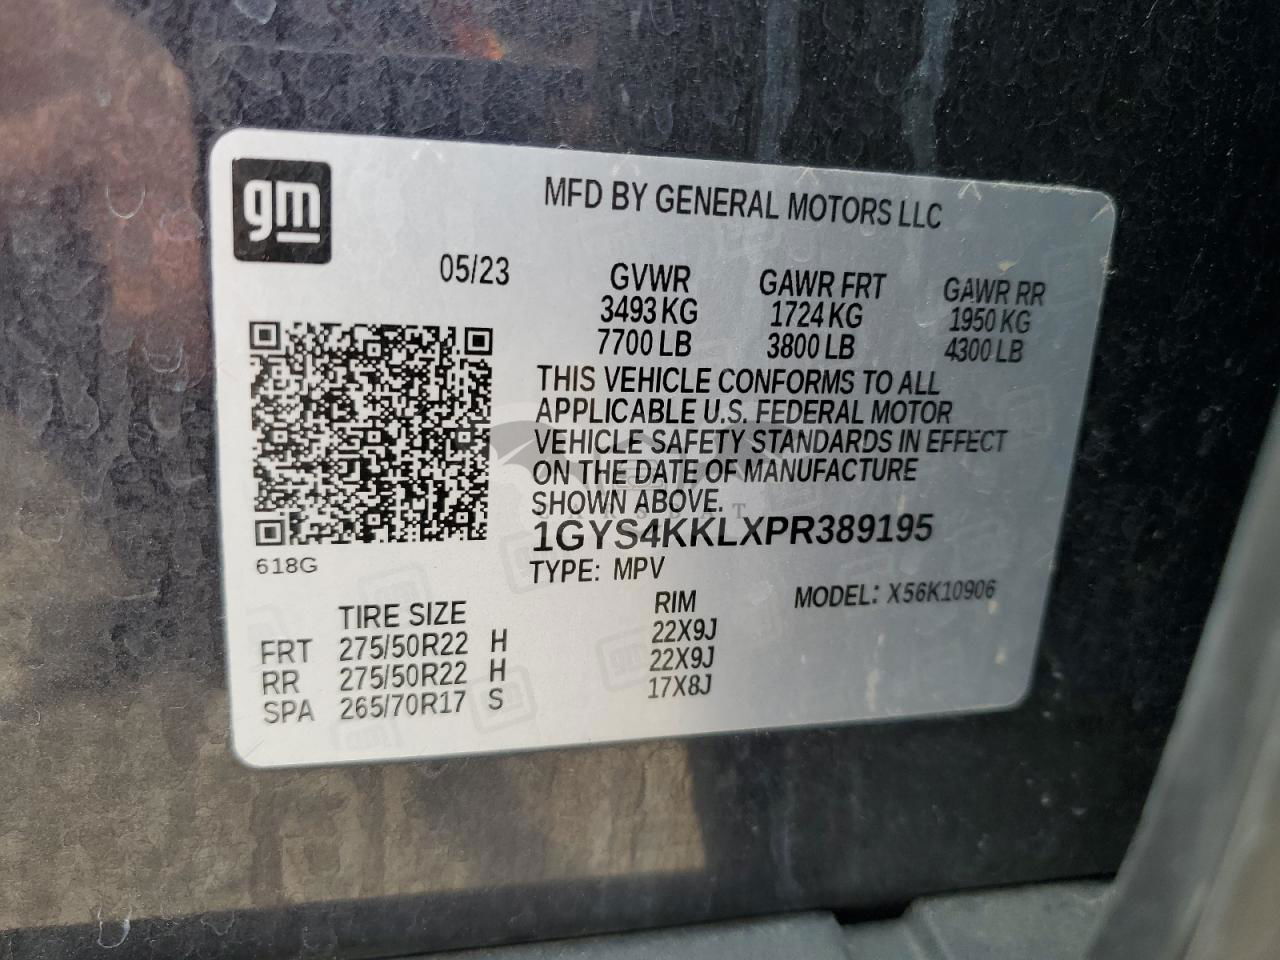 gm
MFD BY GENERAL MOTORS LLC
05/23 GVWR GAWR FRT GAWR RR
3493 KG 1724 KG 1950 KG
7700 LB 3800 LB 4300 LB
THIS VEHICLE CONFORMS TO ALL
APPLICABLE U.S. FEDERAL MOTOR
VEHICLE SAFETY STANDARDS IN EFFECT
ON THE DATE OF MANUFACTURE
SHOWN ABOVE.
1GYS4KKLXPR389195
618G
TYPE: MPV MODEL: X56K10906
TIRE SIZE RIM
FRT 275/50R22 H 22X9J
RR 275/50R22 H 22X9J
SPA 265/70R17 S 17X8J